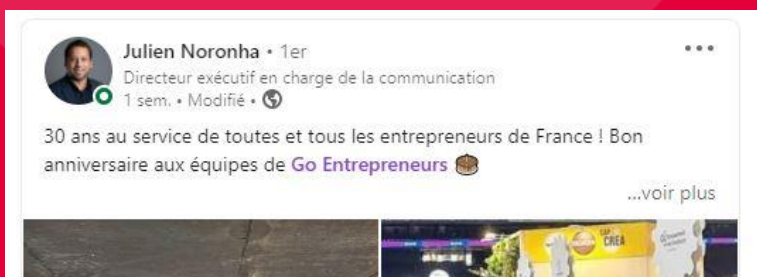 Julien Noronha • 1er
Directeur exécutif en charge de la communication
1 sem. • Modifié •
30 ans au service de toutes et tous les entrepreneurs de France ! Bon
anniversaire aux équipes de Go Entrepreneurs
...voir plus
CAP
CREA